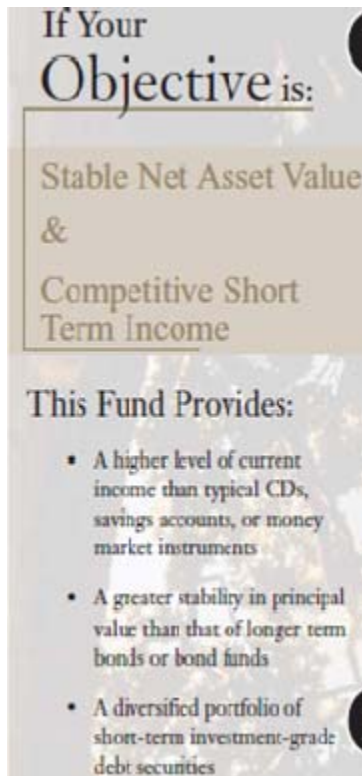 If Your
Objective is:
Stable Net Asset Value
&
Competitive Short
Term Income
This Fund Provides:
• A higher level of current
income than typical CDs,
savings accounts, or money
market instruments
• A greater stability in principal
value than that of longer term
bonds or bond funds
• A diversified portfolio of
short-term investment-grade
debt securities